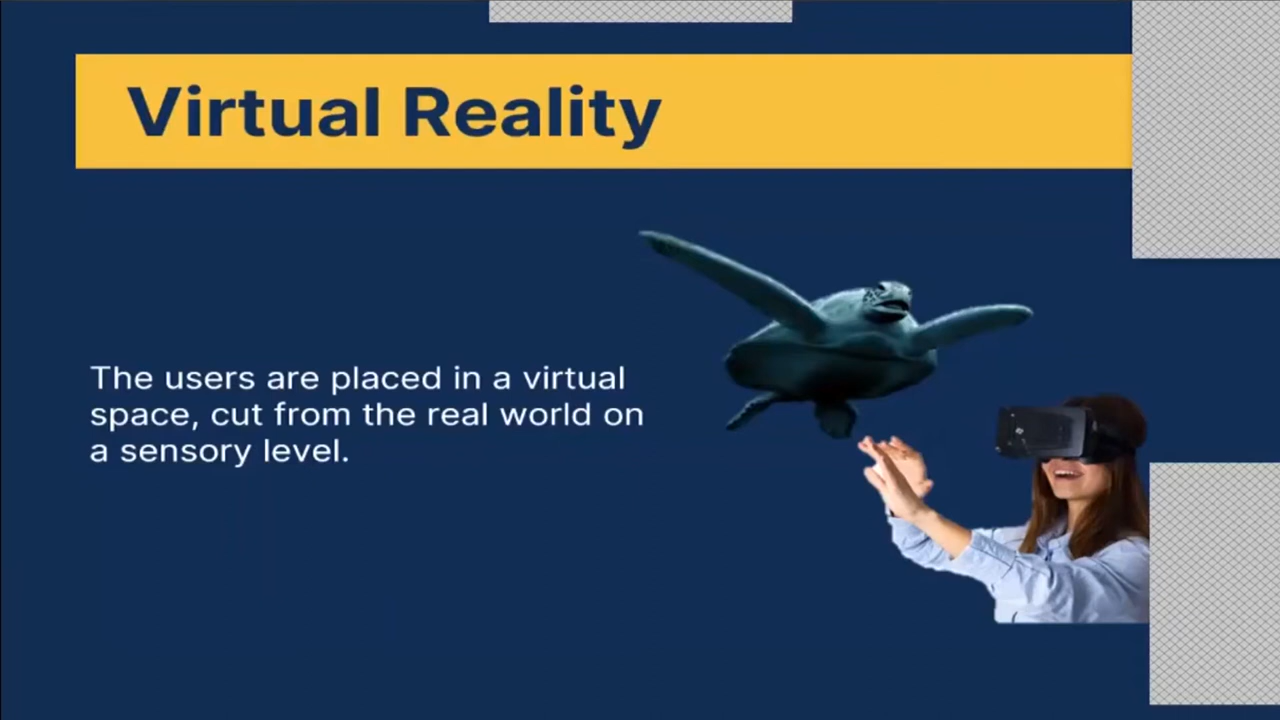 Virtual Reality
The users are placed in a virtual
space, cut from the real world on
a sensory level.